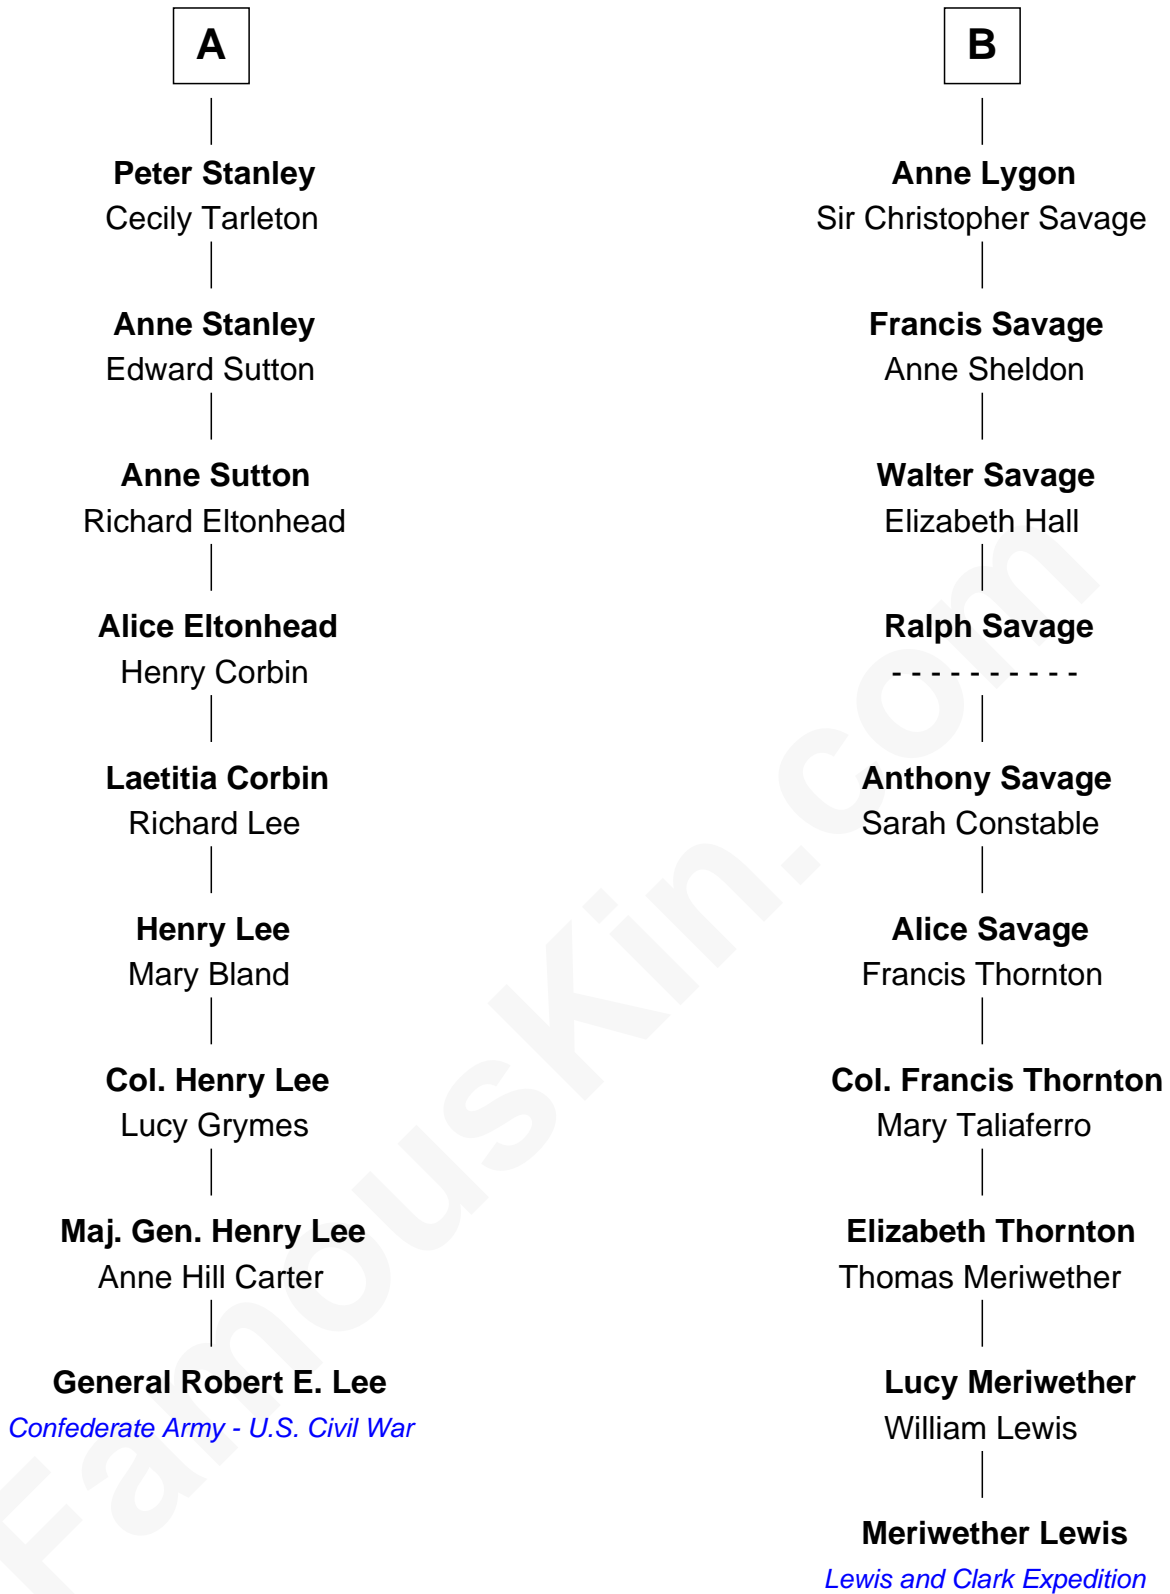 A
Peter Stanley
Cecily Tarleton
Anne Stanley
Edward Sutton
Anne Sutton
Richard Eltonhead
Alice Eltonhead
Henry Corbin
Laetitia Corbin
Richard Lee
Henry Lee
Mary Bland
Col. Henry Lee
Lucy Grymes
Maj. Gen. Henry Lee
Anne Hill Carter
General Robert E. Lee
Confederate Army - U.S. Civil War
B
Anne Lygon
Sir Christopher Savage
Francis Savage
Anne Sheldon
Walter Savage
Elizabeth Hall
Ralph Savage
- - - - - - - - - -
Anthony Savage
Sarah Constable
Alice Savage
Francis Thornton
Col. Francis Thornton
Mary Taliaferro
Elizabeth Thornton
Thomas Meriwether
Lucy Meriwether
William Lewis
Meriwether Lewis
Lewis and Clark Expedition
FamousKin.com